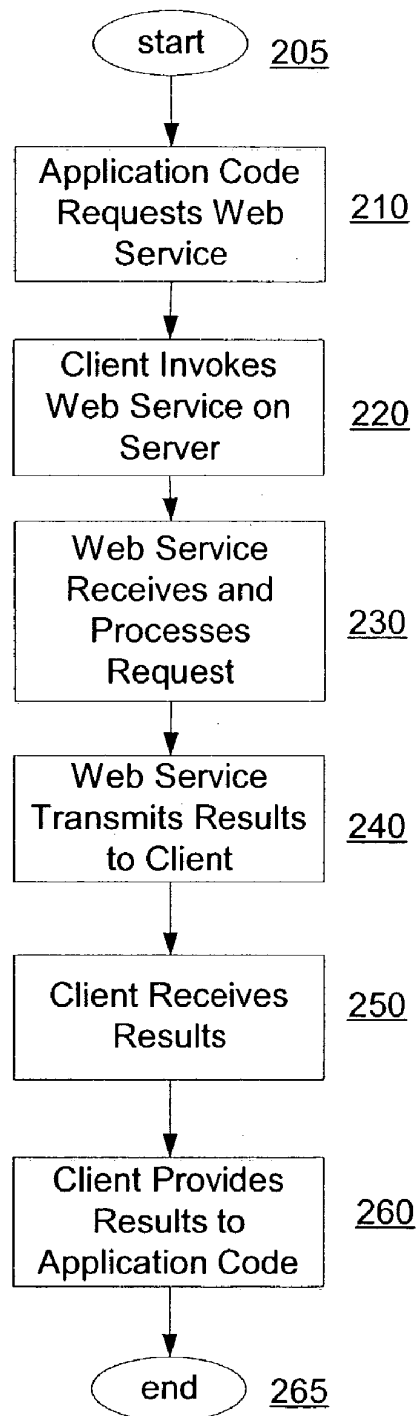 start
205
Application Code
Requests Web
Service
210
Client Invokes
Web Service on
Server
220
Web Service
Receives and
Processes
Request
230
Web Service
Transmits Results
to Client
240
Client Receives
Results
250
Client Provides
Results to
Application Code
260
end
265